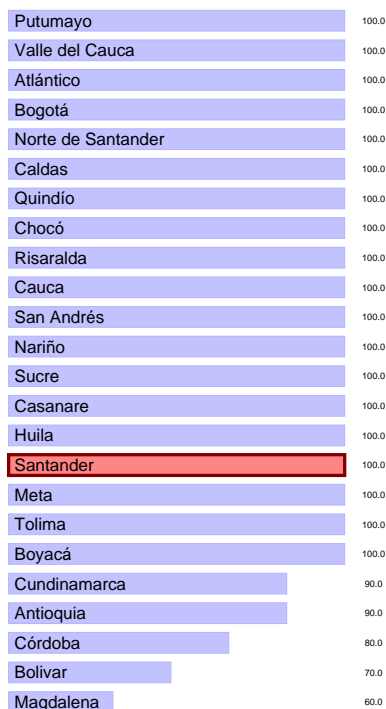 Putumayo 100.0
Valle del Cauca 100.0
Atlántico 100.0
Bogotá 100.0
Norte de Santander 100.0
Caldas 100.0
Quindío 100.0
Chocó 100.0
Risaralda 100.0
Cauca 100.0
San Andrés 100.0
Nariño 100.0
Sucre 100.0
Casanare 100.0
Huila 100.0
Santander 100.0
Meta 100.0
Tolima 100.0
Boyacá 100.0
Cundinamarca 90.0
Antioquia 90.0
Córdoba 80.0
Bolivar 70.0
Magdalena 60.0